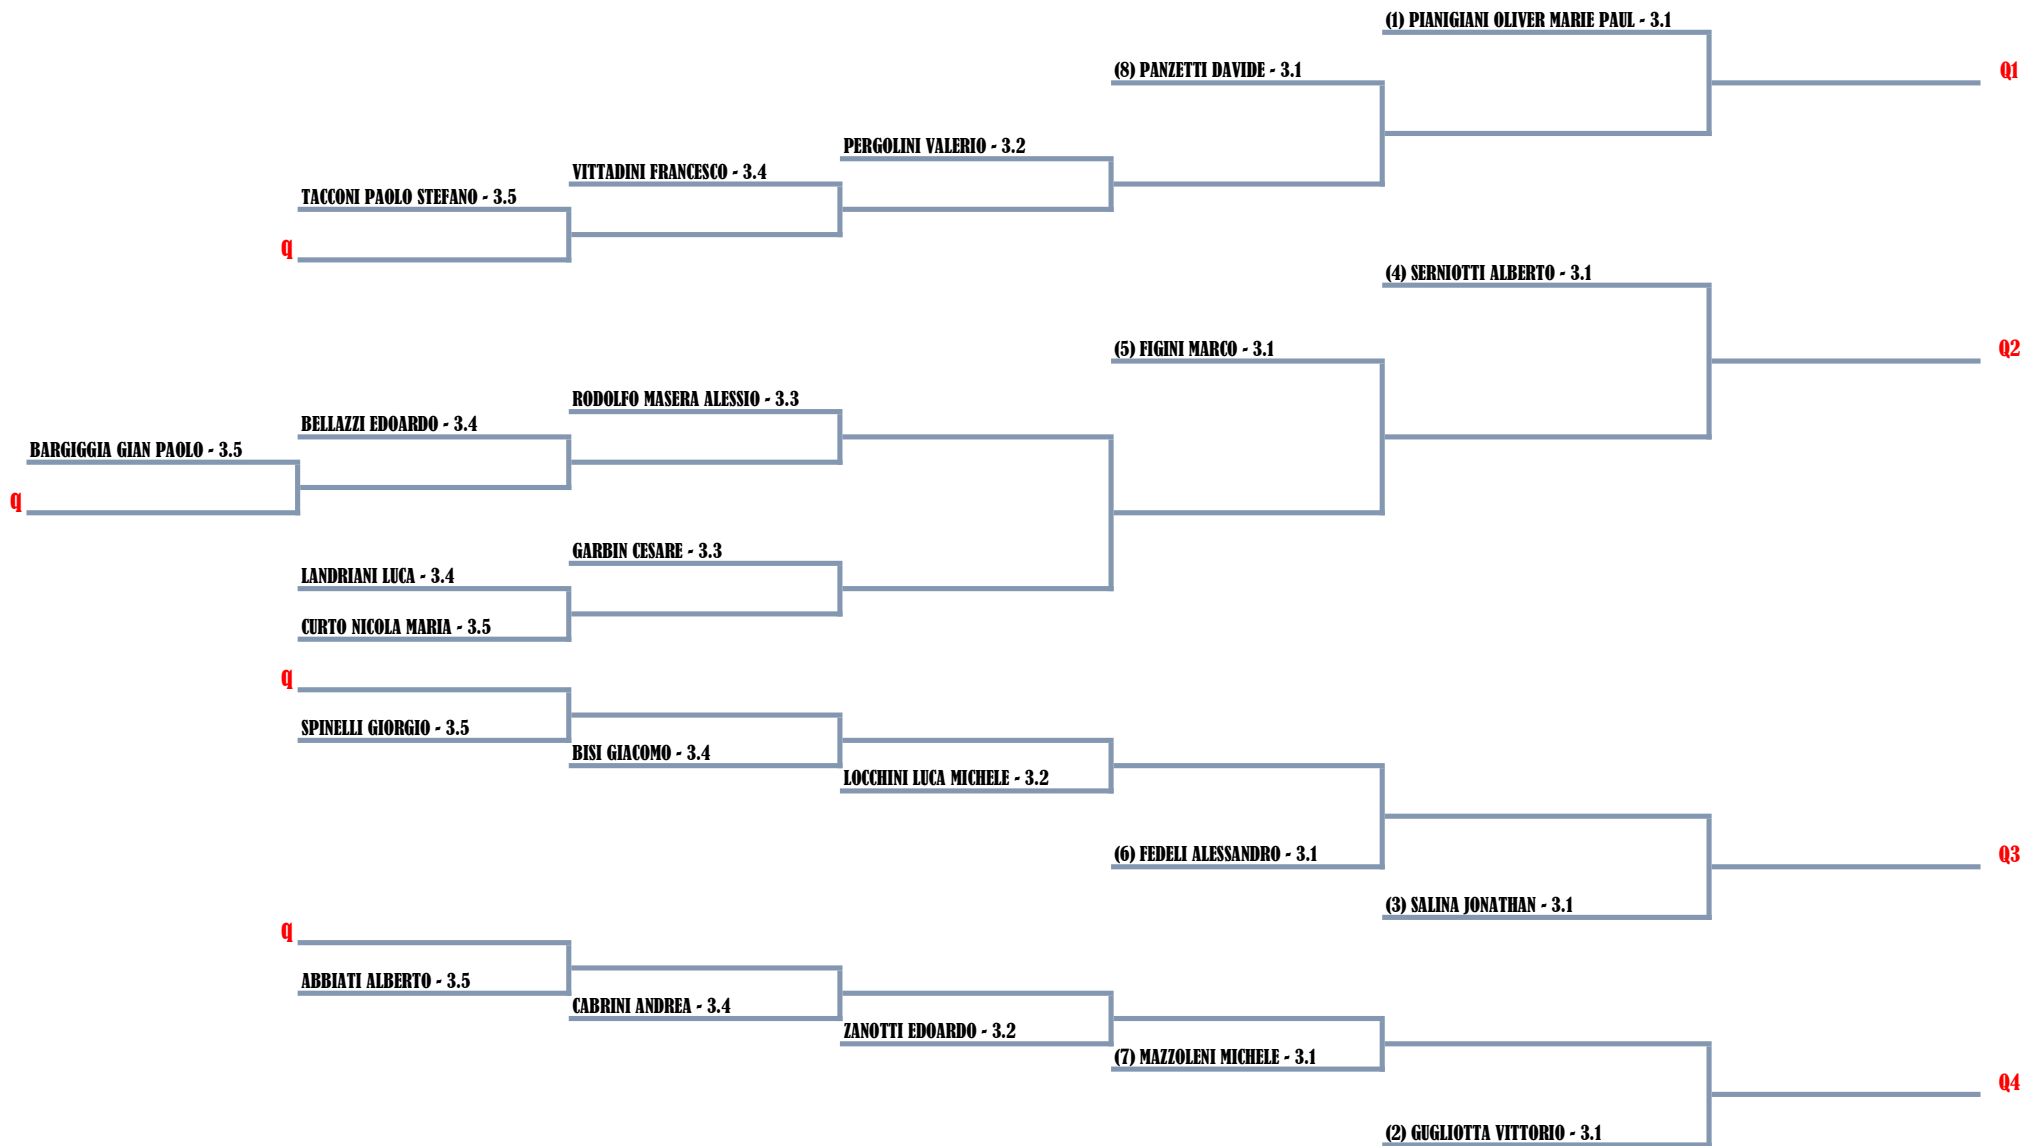 (1) PIANIGIANI OLIVER MARIE PAUL - 3.1
(8) PANZETTI DAVIDE - 3.1
Q1
PERGOLINI VALERIO - 3.2
VITTADINI FRANCESCO - 3.4
TACCONI PAOLO STEFANO - 3.5
q
(4) SERNIOTTI ALBERTO - 3.1
(5) FIGINI MARCO - 3.1
Q2
RODOLFO MASERA ALESSIO - 3.3
BELLAZZI EDOARDO - 3.4
BARGIGGIA GIAN PAOLO - 3.5
q
GARBIN CESARE - 3.3
LANDRIANI LUCA - 3.4
CURTO NICOLA MARIA - 3.5
q
SPINELLI GIORGIO - 3.5
BISI GIACOMO - 3.4
LOCCHINI LUCA MICHELE - 3.2
(6) FEDELI ALESSANDRO - 3.1
Q3
(3) SALINA JONATHAN - 3.1
q
ABBIATI ALBERTO - 3.5
CABRINI ANDREA - 3.4
ZANOTTI EDOARDO - 3.2
(7) MAZZOLENI MICHELE - 3.1
Q4
(2) GUGLIOTTA VITTORIO - 3.1